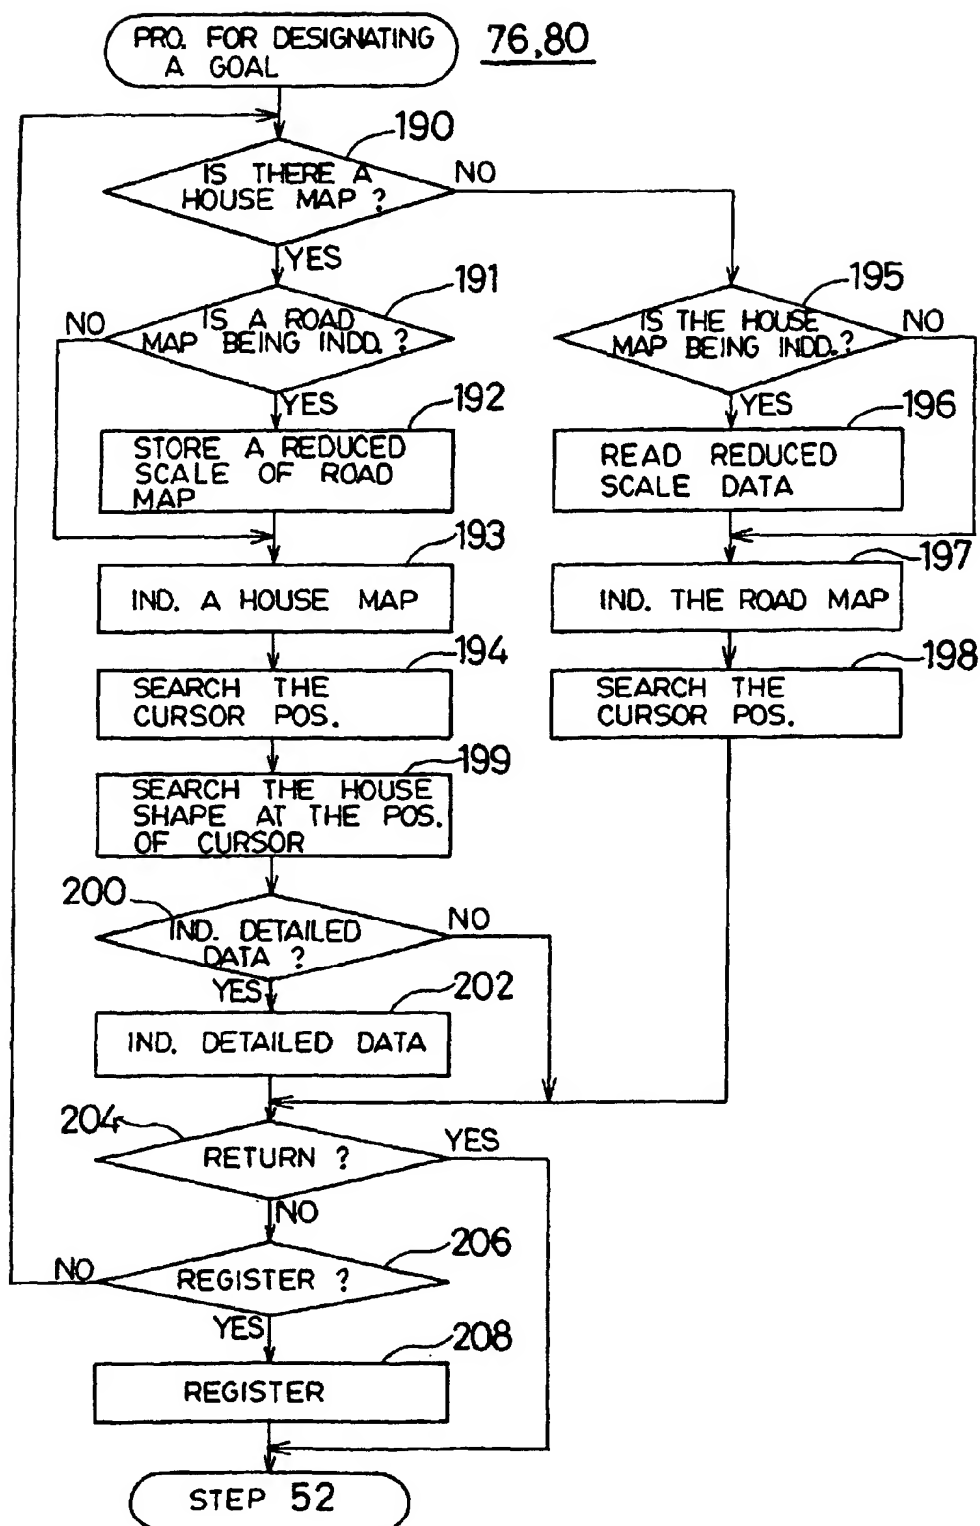 PRO. FOR DESIGNATING
A GOAL
76,80
190
IS THERE A
HOUSE MAP ?
NO
YES
191
NO
IS A ROAD
MAP BEING INDD. ?
YES
195
IS THE HOUSE
MAP BEING INDD. ?
NO
YES
192
STORE A REDUCED
SCALE OF ROAD
MAP
196
READ REDUCED
SCALE DATA
193
IND. A HOUSE MAP
197
IND. THE ROAD MAP
194
SEARCH THE
CURSOR POS.
198
SEARCH THE
CURSOR POS.
199
SEARCH THE HOUSE
SHAPE AT THE POS.
OF CURSOR
200
IND. DETAILED
DATA ?
NO
YES
202
IND. DETAILED DATA
204
RETURN ?
YES
NO
206
NO
REGISTER ?
YES
208
REGISTER
STEP 52